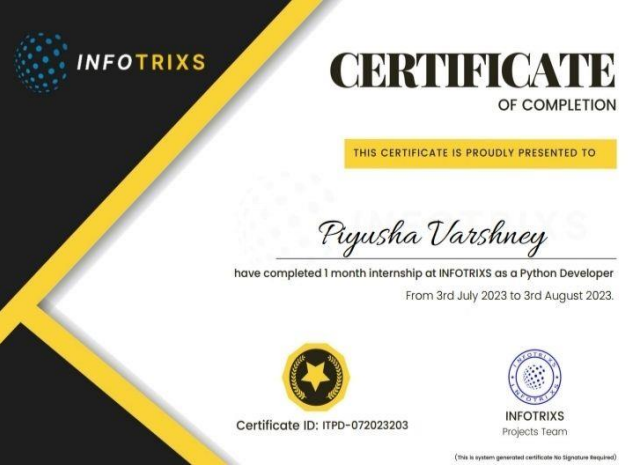 INFOTRIXS
CERTIFICATE
OF COMPLETION
THIS CERTIFICATE IS PROUDLY PRESENTED TO
Piyusha Varshney
have completed 1 month internship at INFOTRIXS as a Python Developer
From 3rd July 2023 to 3rd August 2023.
Certificate ID: ITPD-072023203
INFOTRIXS
INFOTRIXS
Projects Team
(This is system generated certificate No Signature Required)